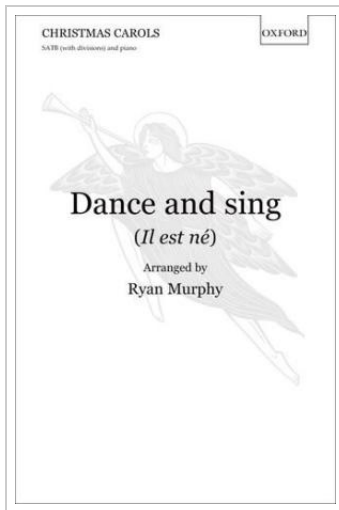 CHRISTMAS CAROLS
OXFORD
SATB (with divisions) and piano
Dance and sing
(Il est né)
Arranged by
Ryan Murphy